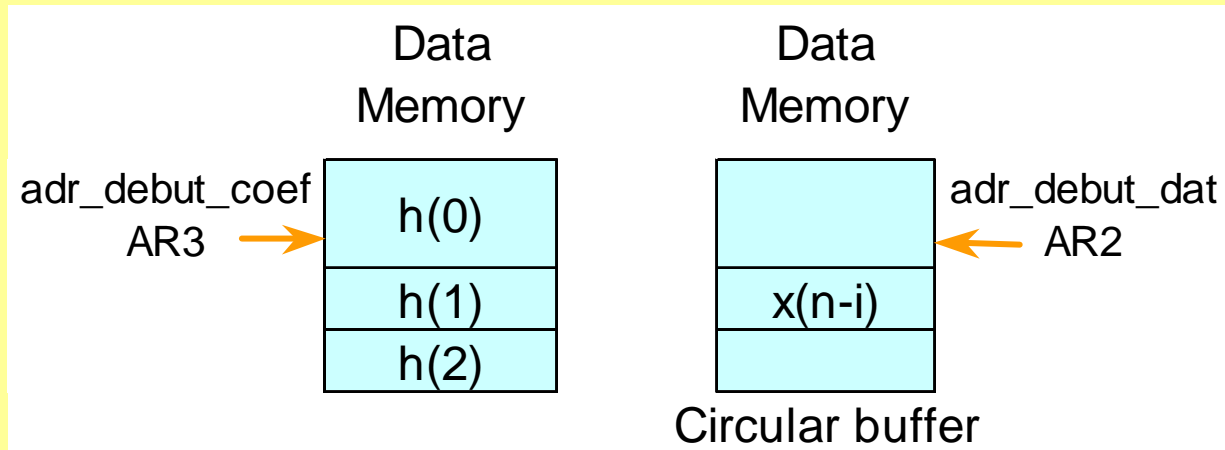 Data
Memory
Data
Memory
adr_debut_coef
AR3
h(0)
h(1)
h(2)
adr_debut_dat
AR2
x(n-i)
Circular buffer